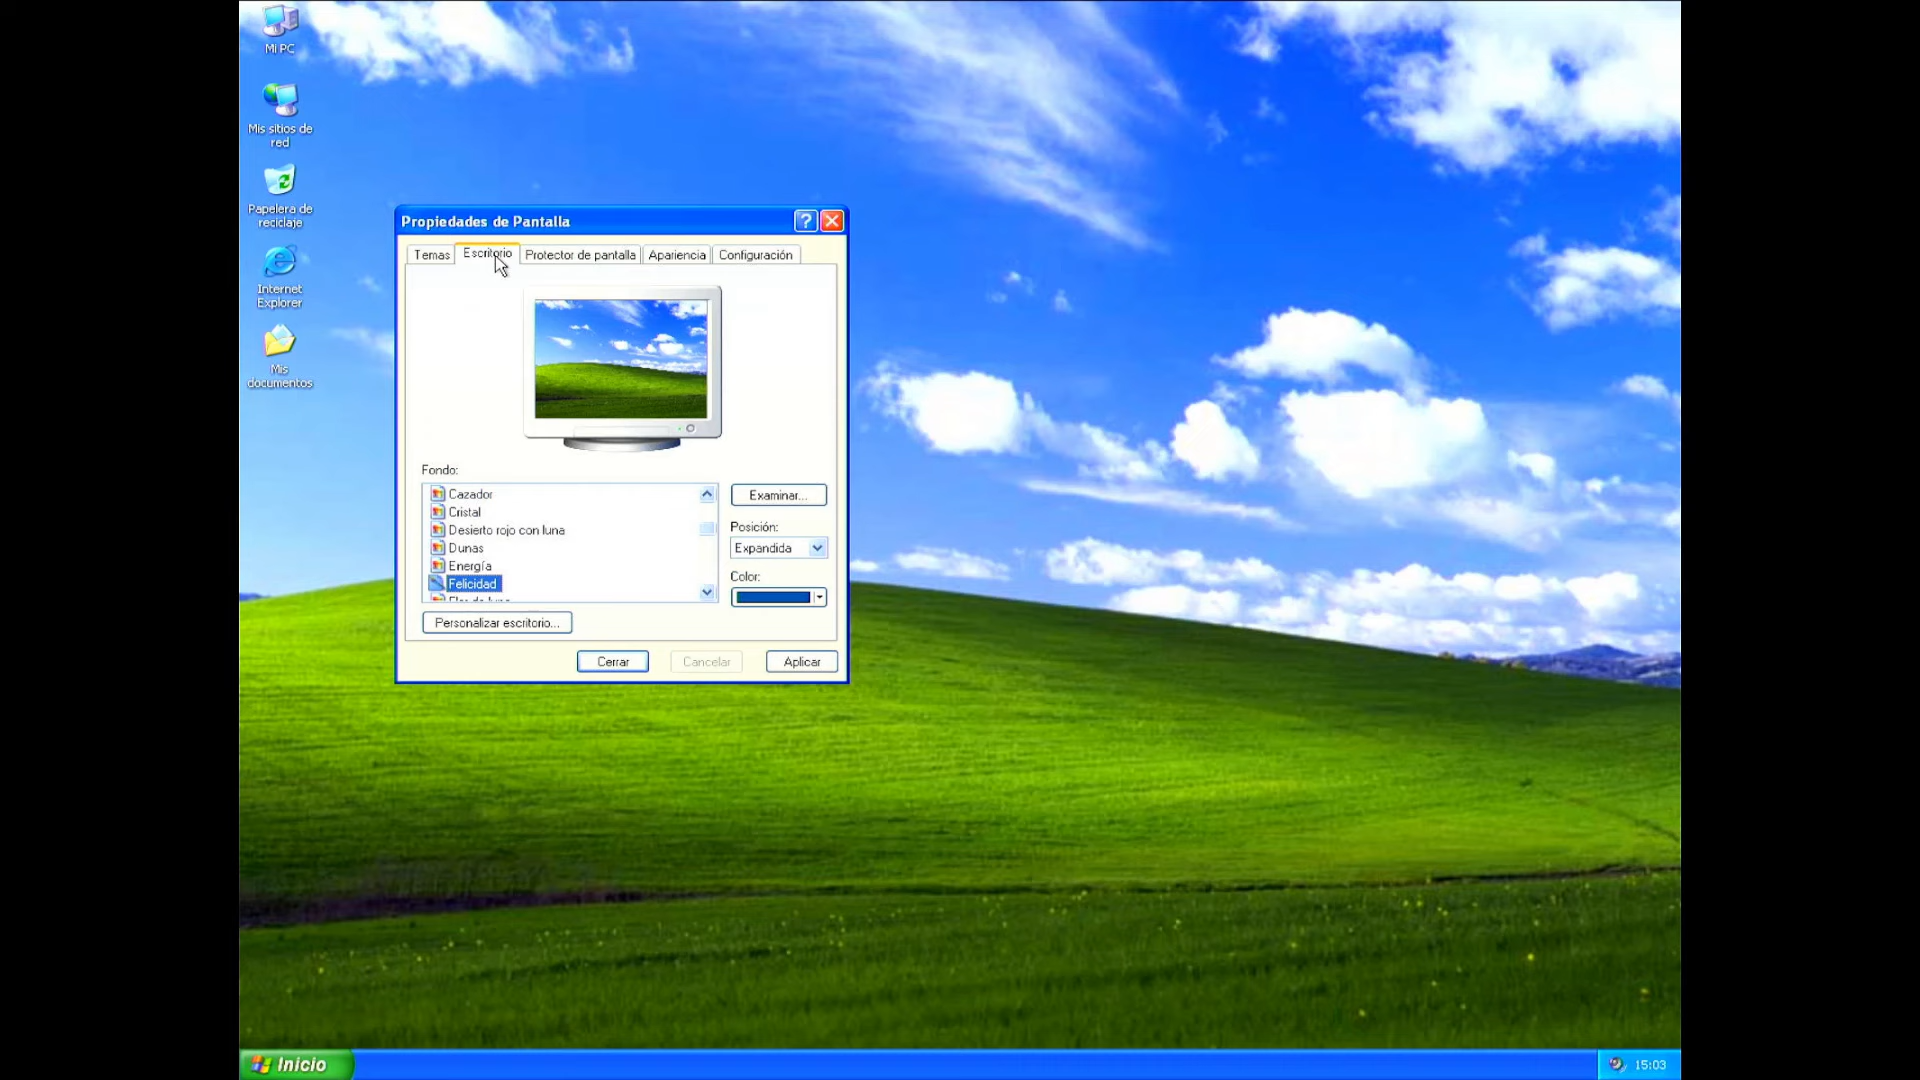 Mi PC
Mis sitios de
red
Papelera de
reciclaje
Internet
Explorer
Mis
documentos
Propiedades de Pantalla
Temas
Escritorio
Protector de pantalla
Apariencia
Configuración
Fondo:
Cazador
Cristal
Desierto rojo con luna
Dunas
Energía
Felicidad
Examinar...
Posición:
Expandida
Color:
Personalizar escritorio...
Cerrar
Cancelar
Aplicar
Inicio
15:03